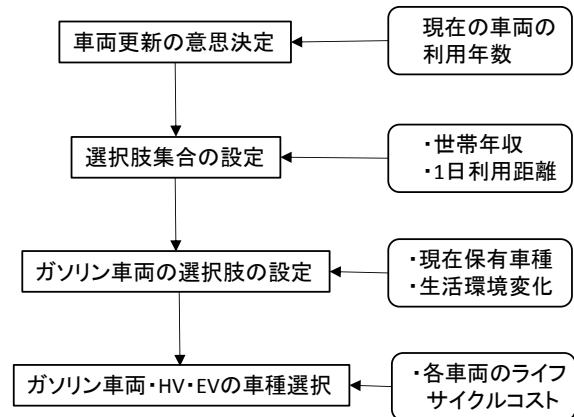 車両更新の意思決定
現在の車両の
利用年数
選択肢集合の設定
・世帯年収
・1日利用距離
ガソリン車両の選択肢の設定
・現在保有車種
・生活環境変化
ガソリン車両・HV・EVの車種選択
・各車両のライフ
サイクルコスト